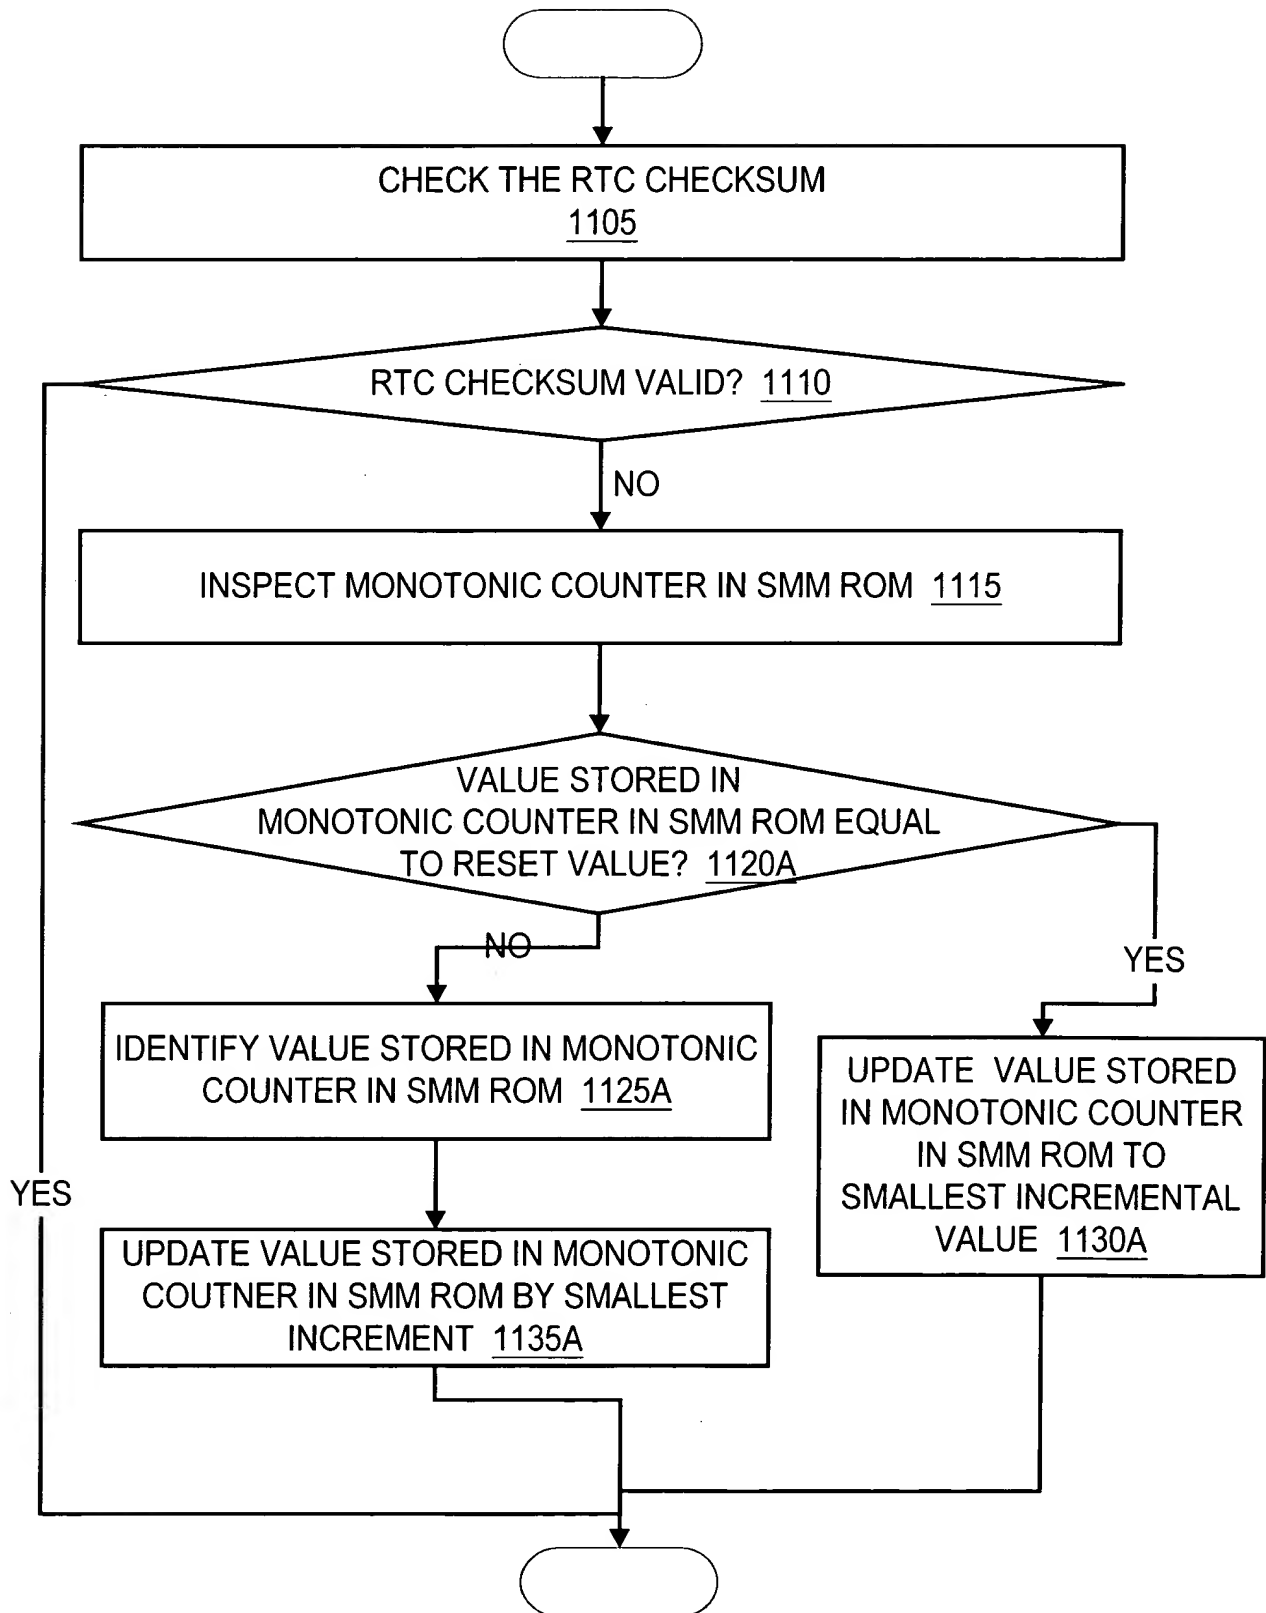 CHECK THE RTC CHECKSUM
1105
RTC CHECKSUM VALID? 1110
NO
INSPECT MONOTONIC COUNTER IN SMM ROM 1115
VALUE STORED IN
MONOTONIC COUNTER IN SMM ROM EQUAL
TO RESET VALUE? 1120A
NO
YES
IDENTIFY VALUE STORED IN MONOTONIC
COUNTER IN SMM ROM 1125A
UPDATE VALUE STORED
IN MONOTONIC COUNTER
IN SMM ROM TO
SMALLEST INCREMENTAL
VALUE 1130A
YES
UPDATE VALUE STORED IN MONOTONIC
COUTNER IN SMM ROM BY SMALLEST
INCREMENT 1135A